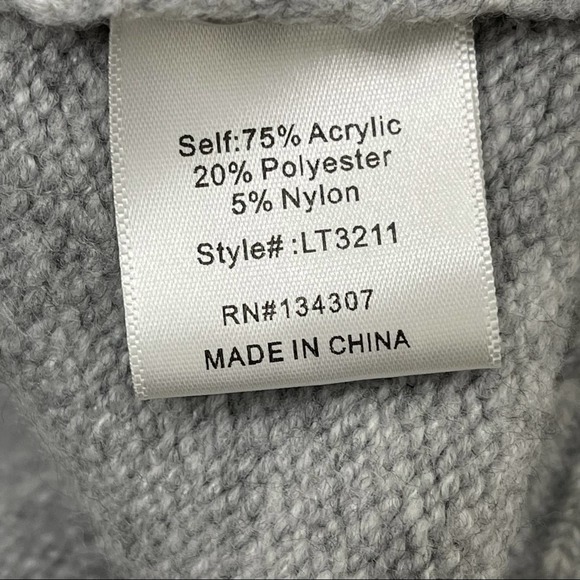 Self:75% Acrylic
20% Polyester
5% Nylon
Style# :LT3211
RN#134307
MADE IN CHINA